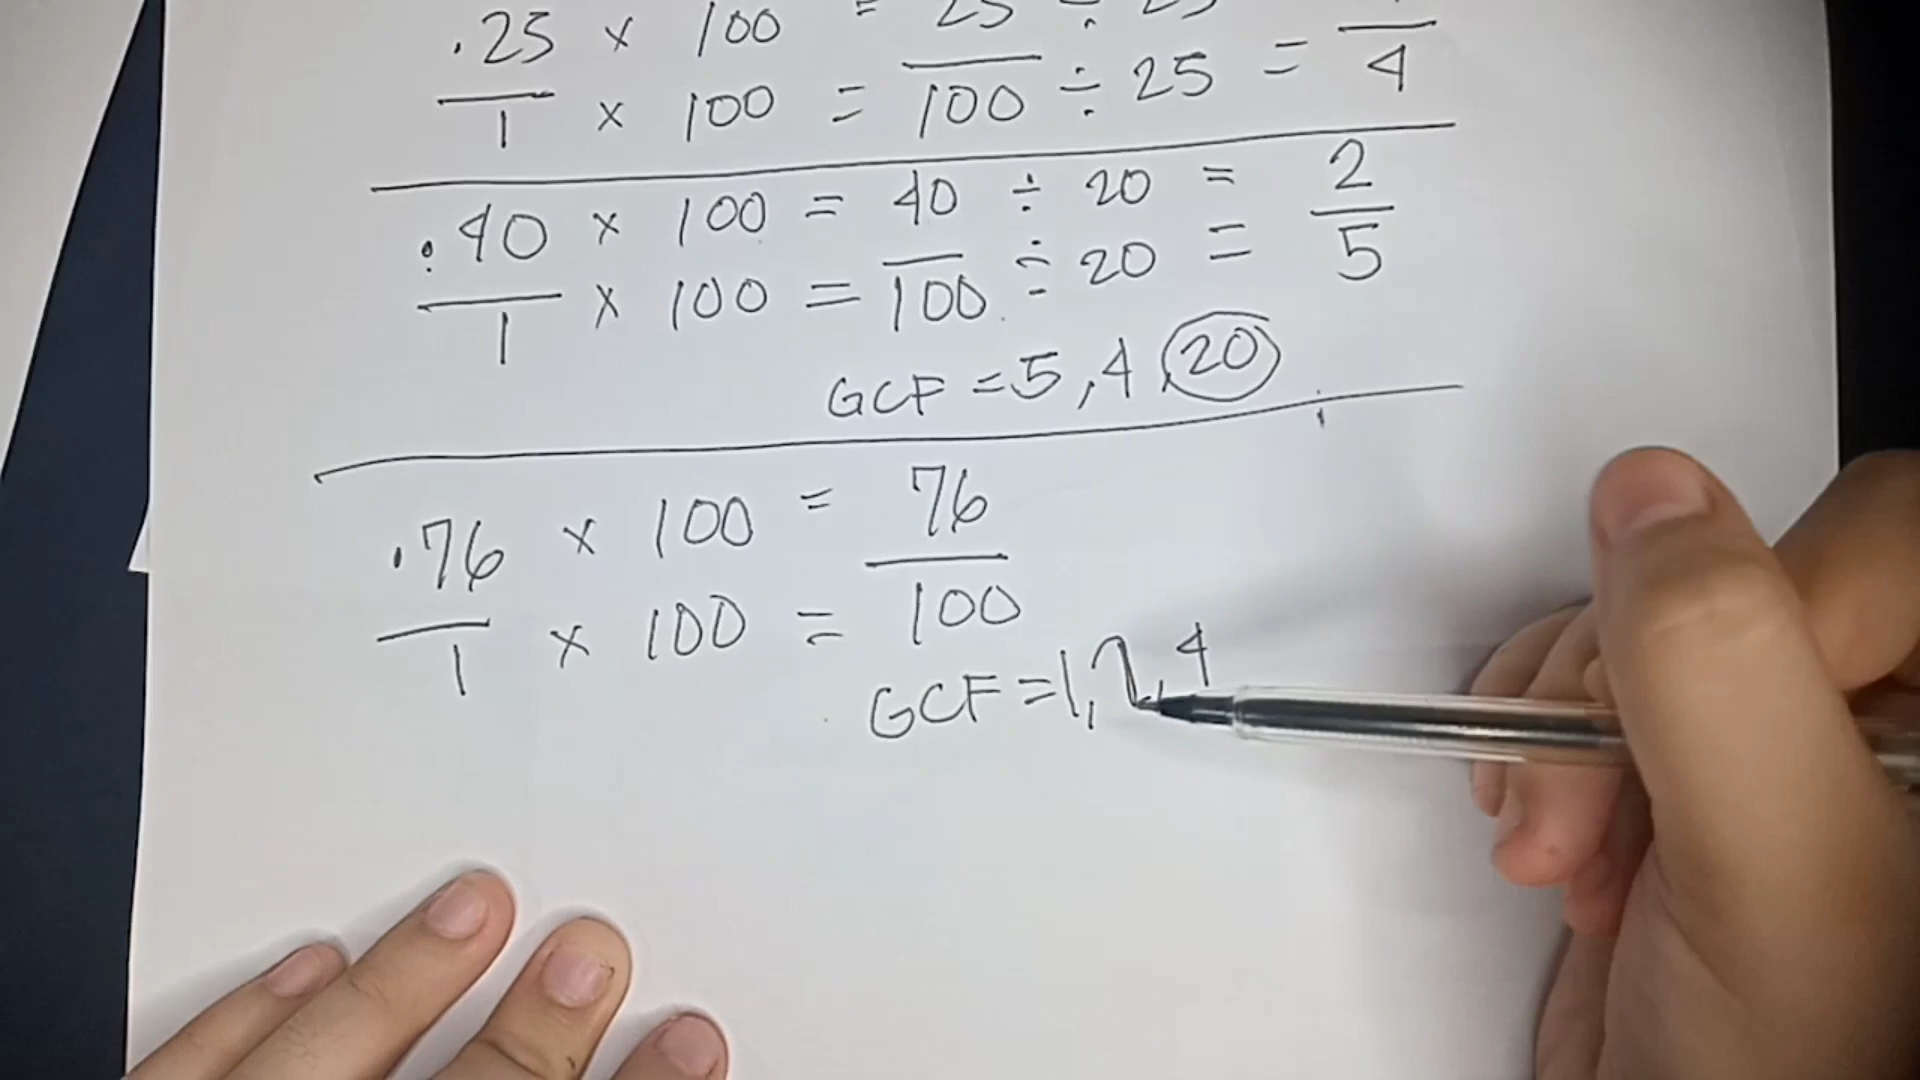 .25 x 100 = 25 ÷ 25
1 x 100 = 100 ÷ 25 = 4
.40 x 100 = 40 ÷ 20 = 2
1 x 100 = 100 ÷ 20 = 5
GCF = 5, 4, 20
.76 x 100 = 76
1 x 100 = 100
GCF = 1, 2, 4